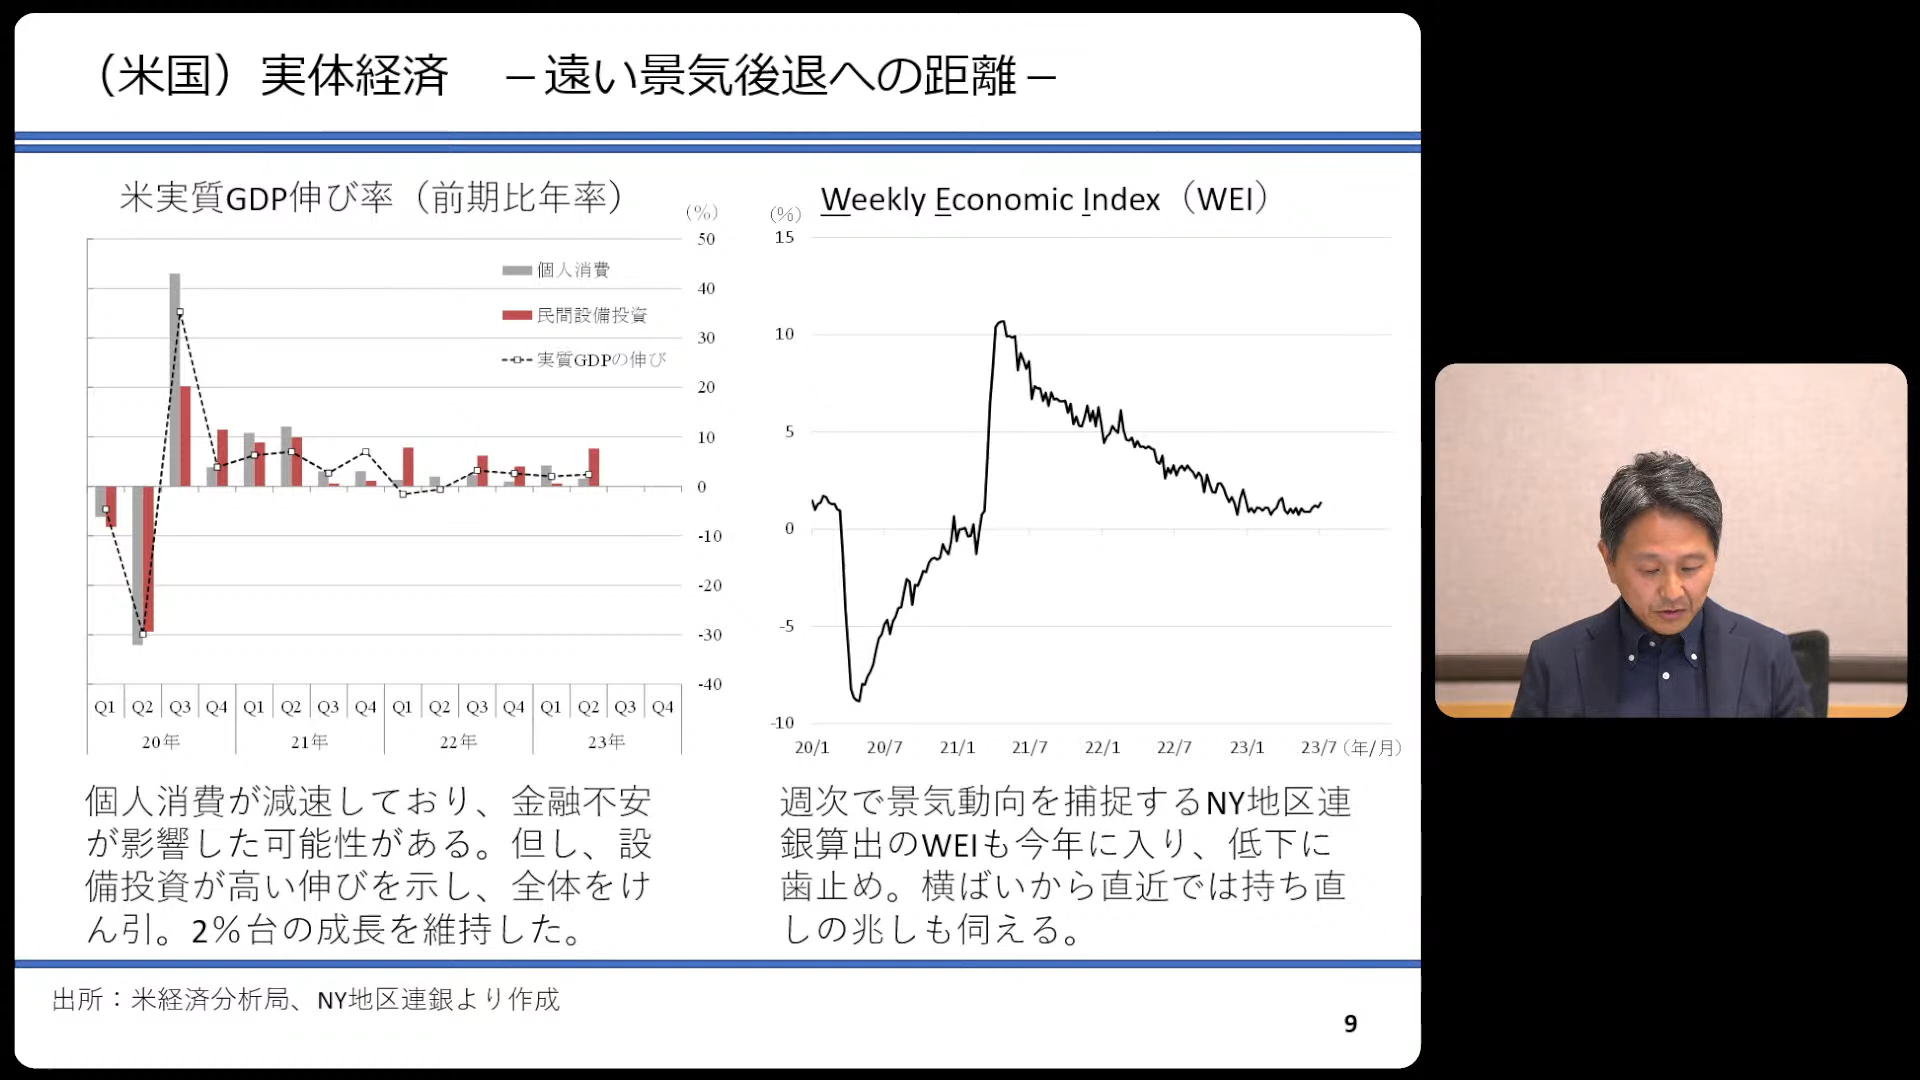 （米国）実体経済　－遠い景気後退への距離－
米実質GDP伸び率（前期比年率）
（%）
50
40
30
20
10
0
-10
-20
-30
-40
個人消費
民間設備投資
実質GDPの伸び
Q1 Q2 Q3 Q4 Q1 Q2 Q3 Q4 Q1 Q2 Q3 Q4 Q1 Q2 Q3 Q4
20年 21年 22年 23年
個人消費が減速しており、金融不安
が影響した可能性がある。但し、設
備投資が高い伸びを示し、全体をけ
ん引。2％台の成長を維持した。
Weekly Economic Index（WEI）
（%）
15
10
5
0
-5
-10
20/1 20/7 21/1 21/7 22/1 22/7 23/1 23/7（年/月）
週次で景気動向を捕捉するNY地区連
銀算出のWEIも今年に入り、低下に
歯止め。横ばいから直近では持ち直
しの兆しも伺える。
出所：米経済分析局、NY地区連銀より作成
9